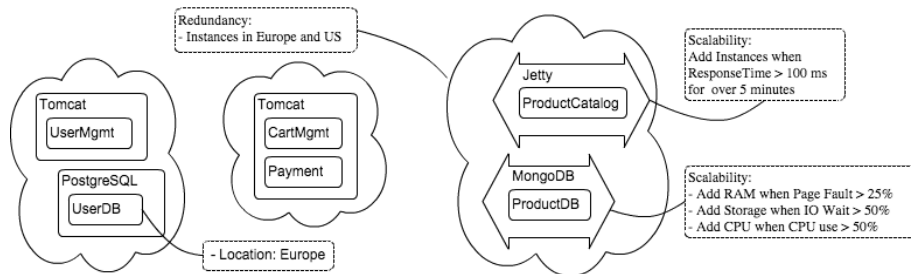 Redundancy:
- Instances in Europe and US
Tomcat
UserMgmt
PostgreSQL
UserDB
- Location: Europe
Tomcat
CartMgmt
Payment
Jetty
ProductCatalog
MongoDB
ProductDB
Scalability:
Add Instances when
ResponseTime > 100 ms
for over 5 minutes
Scalability:
- Add RAM when Page Fault > 25%
- Add Storage when IO Wait > 50%
- Add CPU when CPU use > 50%